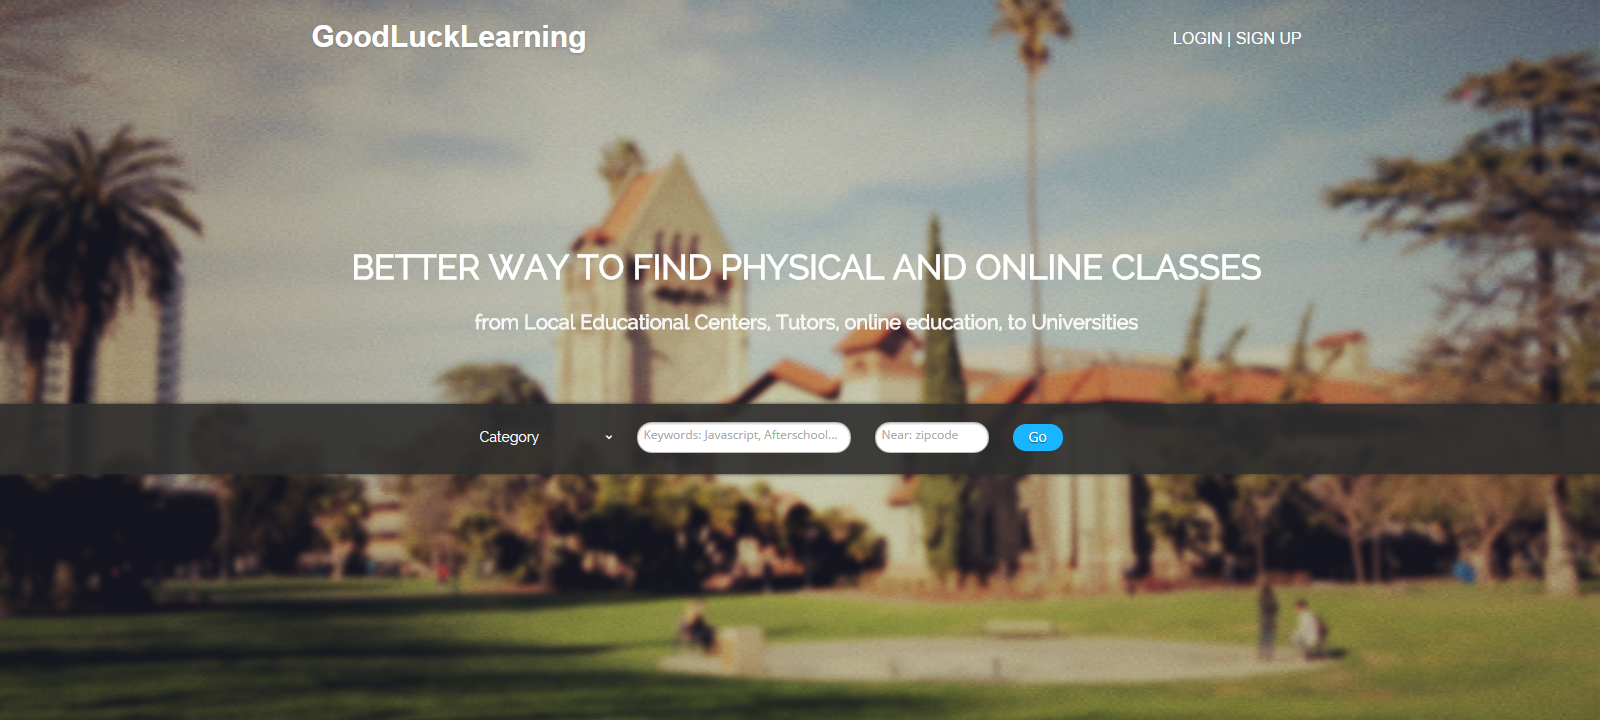 GoodLuckLearning
LOGIN | SIGN UP
BETTER WAY TO FIND PHYSICAL AND ONLINE CLASSES
from Local Educational Centers, Tutors, online education, to Universities
Category
Keywords: Javascript, Afterschool...
Near: zipcode
Go